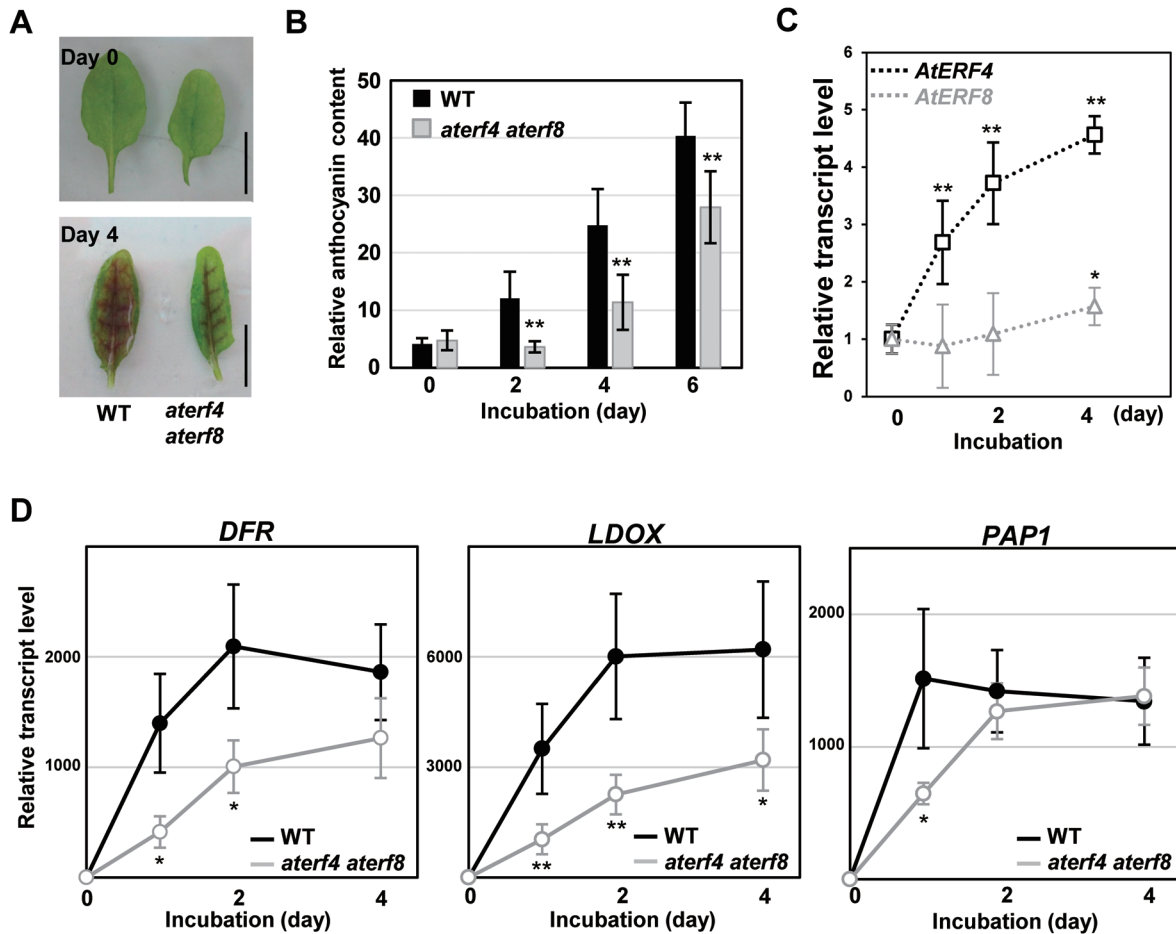 A
Day 0
Day 4
WT
aterf4
aterf8
B
Relative anthocyanin content
50
40
30
20
10
0
WT
aterf4 aterf8
**
**
**
0 2 4 6
Incubation (day)
C
Relative transcript level
6
5
4
3
2
1
0
AtERF4
AtERF8
**
**
**
*
0 2 4 (day)
Incubation
D
Relative transcript level
DFR
2000
1000
*
*
WT
aterf4 aterf8
0 2 4
Incubation (day)
LDOX
6000
3000
**
**
*
WT
aterf4 aterf8
0 2 4
Incubation (day)
PAP1
2000
1000
*
WT
aterf4 aterf8
0 2 4
Incubation (day)